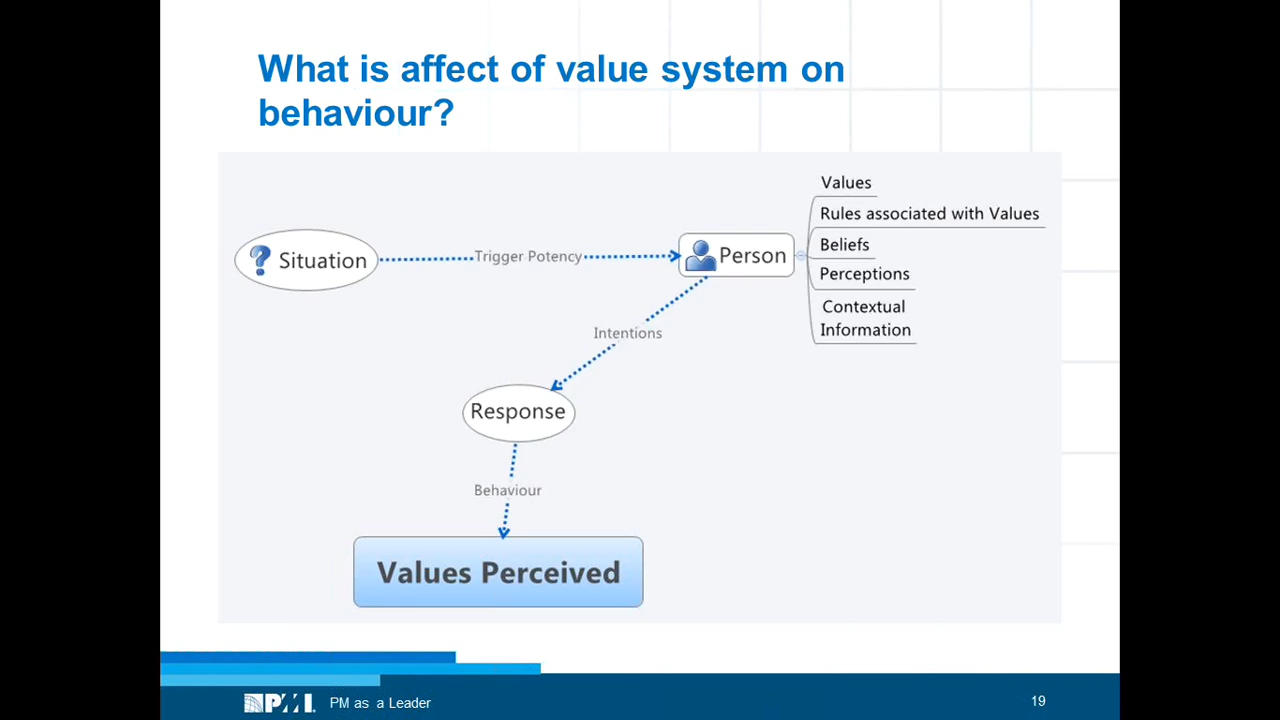 What is affect of value system on
behaviour?
Situation
Trigger Potency
Person
Values
Rules associated with Values
Beliefs
Perceptions
Contextual
Information
Intentions
Response
Behaviour
Values Perceived
PMI PM as a Leader
19